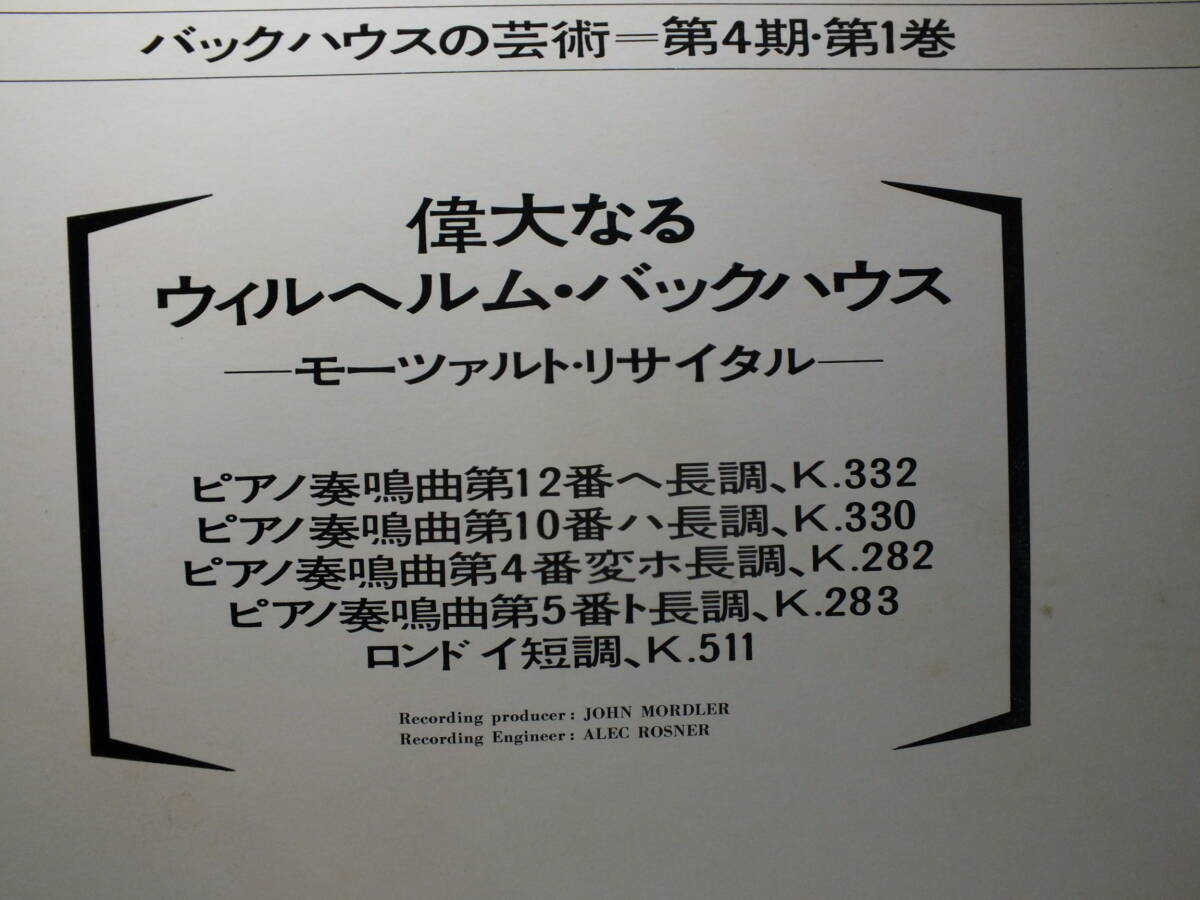 バックハウスの芸術=第4期・第1巻
偉大なる
ウィルヘルム・バックハウス
—モーツァルト・リサイタル—
ピアノ奏鳴曲第12番ヘ長調、K.332
ピアノ奏鳴曲第10番ハ長調、K.330
ピアノ奏鳴曲第4番変ホ長調、K.282
ピアノ奏鳴曲第5番ト長調、K.283
ロンド イ短調、K.511
Recording producer: JOHN MORDLER
Recording Engineer: ALEC ROSNER